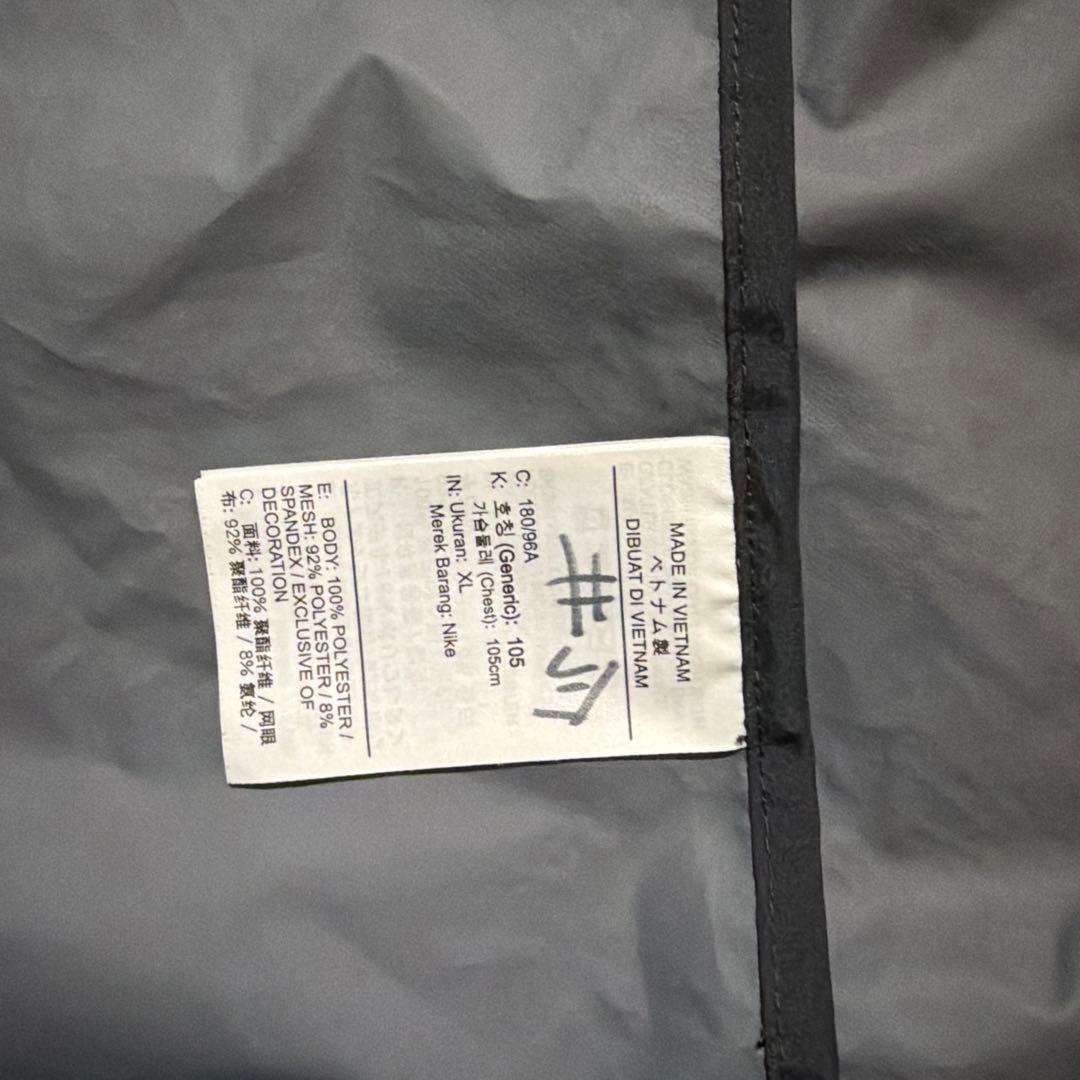 MADE IN VIETNAM
ベトナム製
DIBUAT DI VIETNAM
C: 180/96A
K: 호칭 (Generic): 105
가슴둘레 (Chest): 105cm
IN: Ukuran: XL
Merek Barang: Nike
E: BODY: 100% POLYESTER /
MESH: 92% POLYESTER / 8%
SPANDEX / EXCLUSIVE OF
DECORATION
C: 面料: 100% 聚酯纤维 / 网眼
布: 92% 聚酯纤维 / 8% 氨纶 /